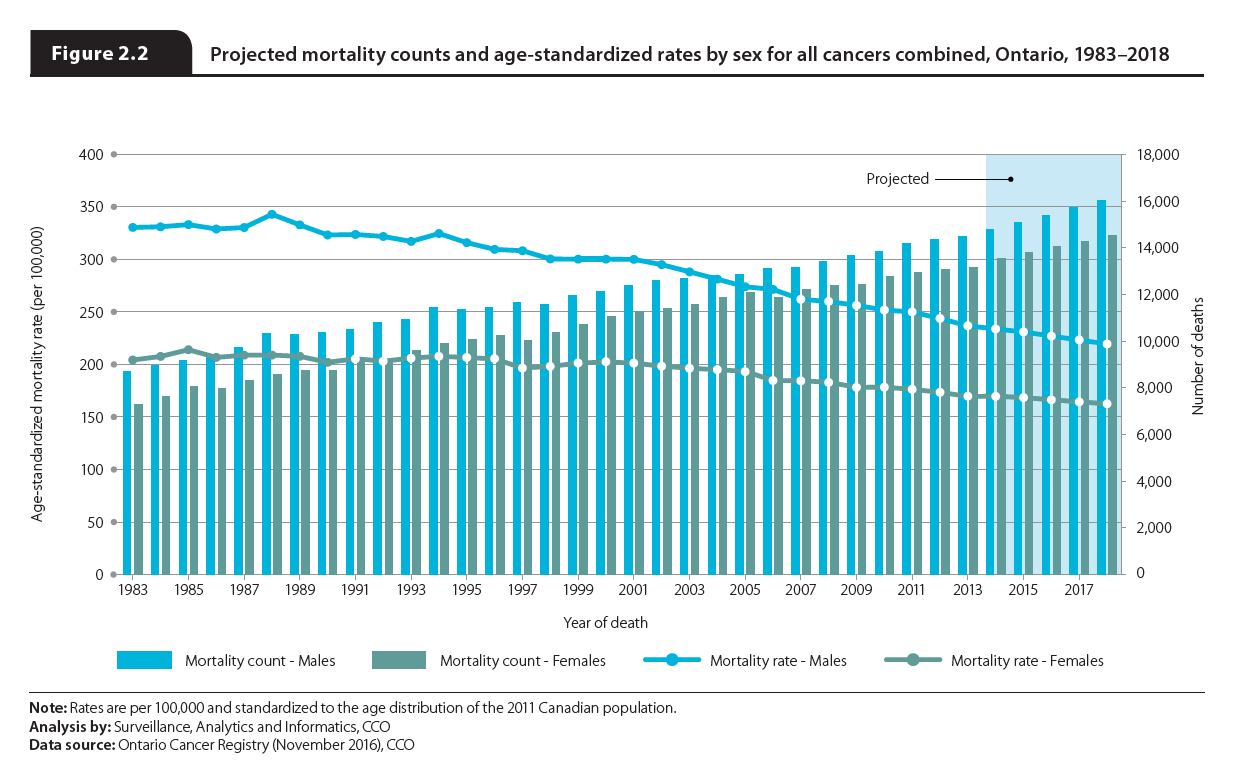 Figure 2.2
Projected mortality counts and age-standardized rates by sex for all cancers combined, Ontario, 1983–2018
400
350
300
250
200
150
100
50
0
Age-standardized mortality rate (per 100,000)
Projected
18,000
16,000
14,000
12,000
10,000
8,000
6,000
4,000
2,000
0
Number of deaths
1983 1985 1987 1989 1991 1993 1995 1997 1999 2001 2003 2005 2007 2009 2011 2013 2015 2017
Year of death
Mortality count - Males Mortality count - Females Mortality rate - Males Mortality rate - Females
Note: Rates are per 100,000 and standardized to the age distribution of the 2011 Canadian population.
Analysis by: Surveillance, Analytics and Informatics, CCO
Data source: Ontario Cancer Registry (November 2016), CCO